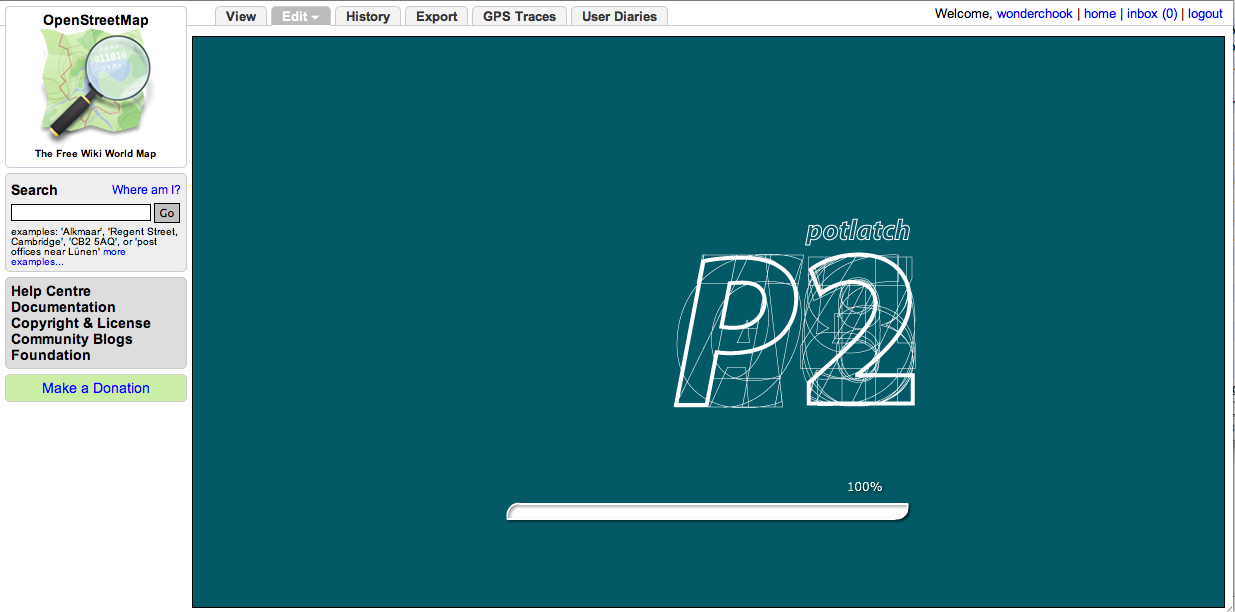 OpenStreetMap
011010
The Free Wiki World Map
View
Edit
History
Export
GPS Traces
User Diaries
Welcome, wonderchook | home | inbox (0) | logout
Search
Where am I?
Go
examples: 'Alkmaar', 'Regent Street,
Cambridge', 'CB2 5AQ', or 'post
offices near Lünen' more
examples...
Help Centre
Documentation
Copyright & License
Community Blogs
Foundation
Make a Donation
potlatch
P2
100%